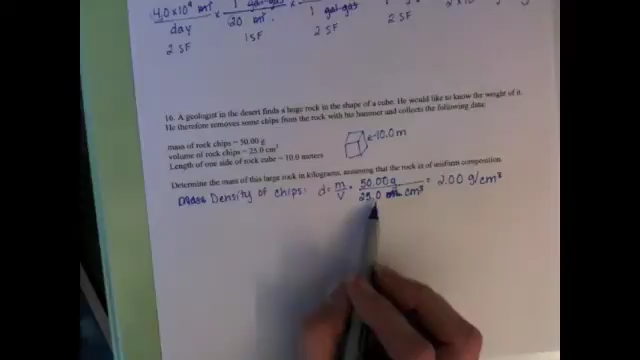 4.0 x 10⁴ m³ x 1 gal gas x
day 20 mi 1 gal gas
2 SF 1 SF 2 SF 2 SF
16. A geologist in the desert finds a huge rock in the shape of a cube. He would like to know the weight of it.
He therefore removes some chips from the rock with his hammer and collects the following data:
mass of rock chips = 50.00 g
volume of rock chips = 25.0 cm³
Length of one side of rock cube = 10.0 meters
10.0m
Determine the mass of this large rock in kilograms, assuming that the rock is of uniform composition.
Density of chips: d = m/V = 50.00 g / 25.0 cm³ = 2.00 g/cm³